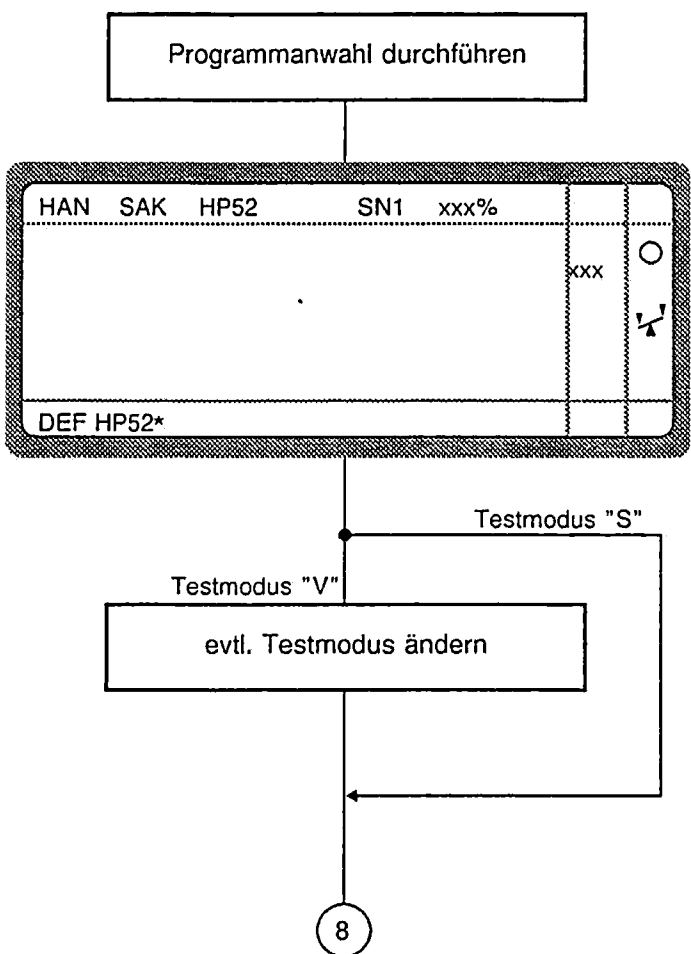 Programmanwahl durchführen
HAN SAK HP52 SN1 xxx%
xxx
DEF HP52*
Testmodus "S"
Testmodus "V"
evtl. Testmodus ändern
8